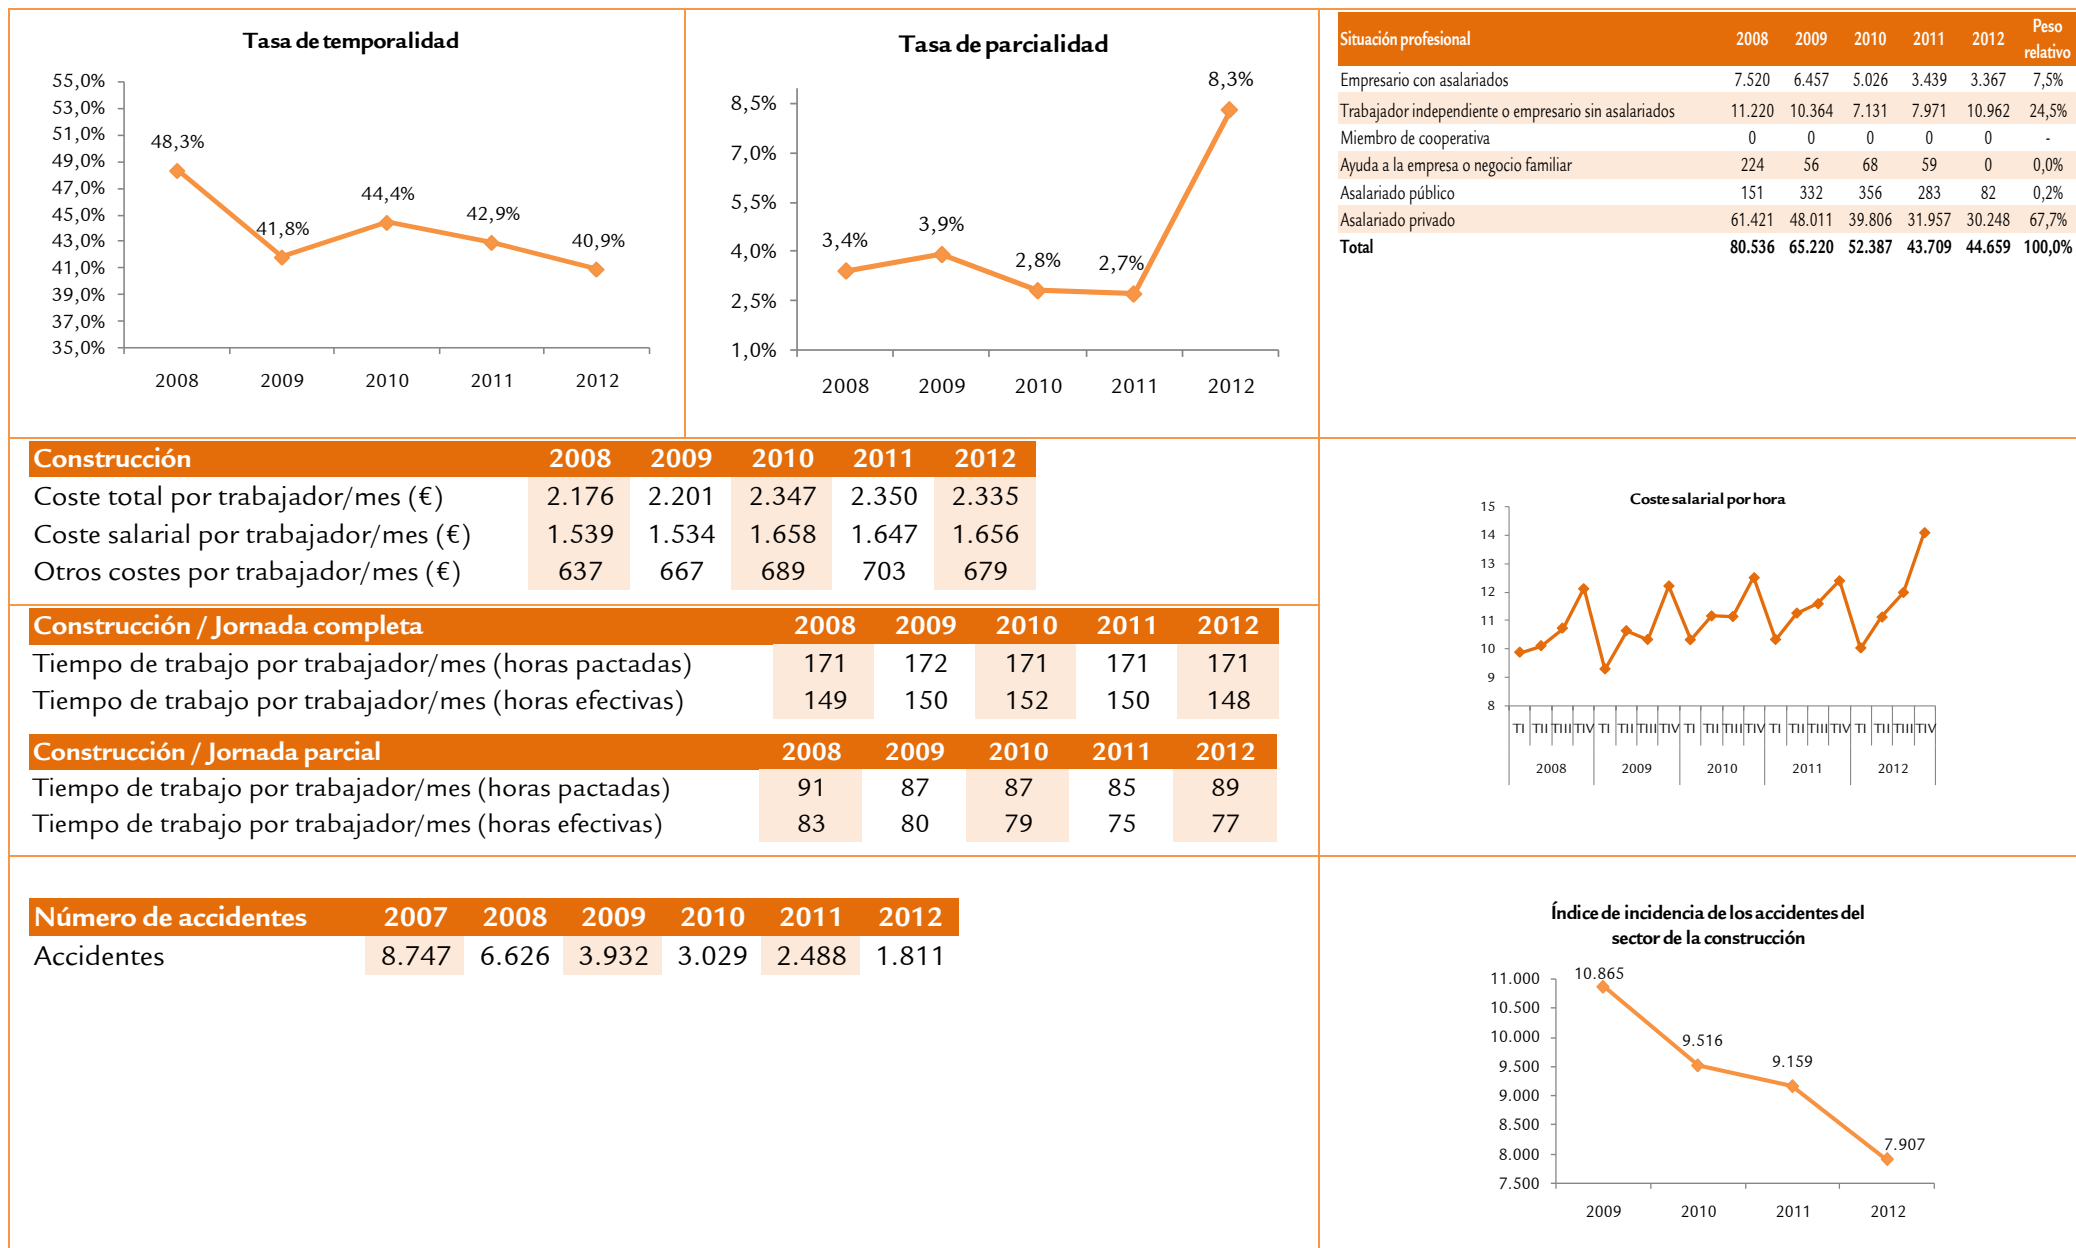 Tasa de temporalidad
55,0%
53,0%
51,0%
49,0%
47,0%
45,0%
43,0%
41,0%
39,0%
37,0%
35,0%
48,3%
41,8%
44,4%
42,9%
40,9%
2008 2009 2010 2011 2012
Tasa de parcialidad
8,5%
7,0%
5,5%
4,0%
2,5%
1,0%
3,4%
3,9%
2,8%
2,7%
8,3%
2008 2009 2010 2011 2012
Situación profesional 2008 2009 2010 2011 2012 Peso relativo
Empresario con asalariados 7.520 6.457 5.026 3.439 3.367 7,5%
Trabajador independiente o empresario sin asalariados 11.220 10.364 7.131 7.971 10.962 24,5%
Miembro de cooperativa 0 0 0 0 0 -
Ayuda a la empresa o negocio familiar 224 56 68 59 0 0,0%
Asalariado público 151 332 356 283 82 0,2%
Asalariado privado 61.421 48.011 39.806 31.957 30.248 67,7%
Total 80.536 65.220 52.387 43.709 44.659 100,0%
Construcción 2008 2009 2010 2011 2012
Coste total por trabajador/mes (€) 2.176 2.201 2.347 2.350 2.335
Coste salarial por trabajador/mes (€) 1.539 1.534 1.658 1.647 1.656
Otros costes por trabajador/mes (€) 637 667 689 703 679
Construcción / Jornada completa 2008 2009 2010 2011 2012
Tiempo de trabajo por trabajador/mes (horas pactadas) 171 172 171 171 171
Tiempo de trabajo por trabajador/mes (horas efectivas) 149 150 152 150 148
Construcción / Jornada parcial 2008 2009 2010 2011 2012
Tiempo de trabajo por trabajador/mes (horas pactadas) 91 87 87 85 89
Tiempo de trabajo por trabajador/mes (horas efectivas) 83 80 79 75 77
Coste salarial por hora
15
14
13
12
11
10
9
8
TI TII TIII TIV TI TII TIII TIV TI TII TIII TIV TI TII TIII TIV TI TII TIII TIV
2008 2009 2010 2011 2012
Número de accidentes 2007 2008 2009 2010 2011 2012
Accidentes 8.747 6.626 3.932 3.029 2.488 1.811
Índice de incidencia de los accidentes del
sector de la construcción
11.000
10.500
10.000
9.500
9.000
8.500
8.000
7.500
10.865
9.516
9.159
7.907
2009 2010 2011 2012